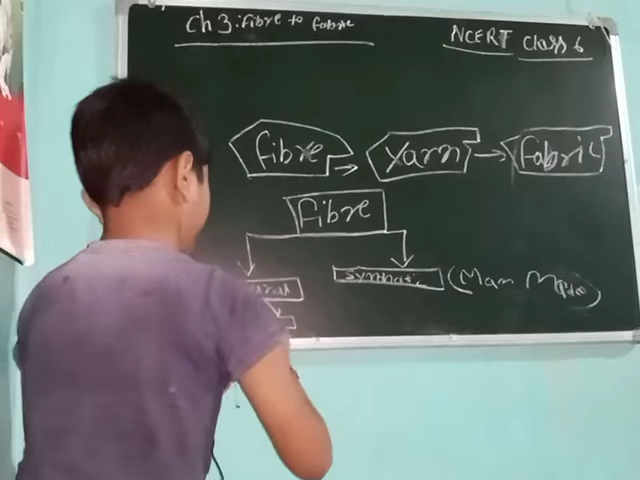 Ch 3: Fibre to fabric
NCERT Class 6
fibre → Yarn → fabric
Fibre
Synthetic (Man Made)